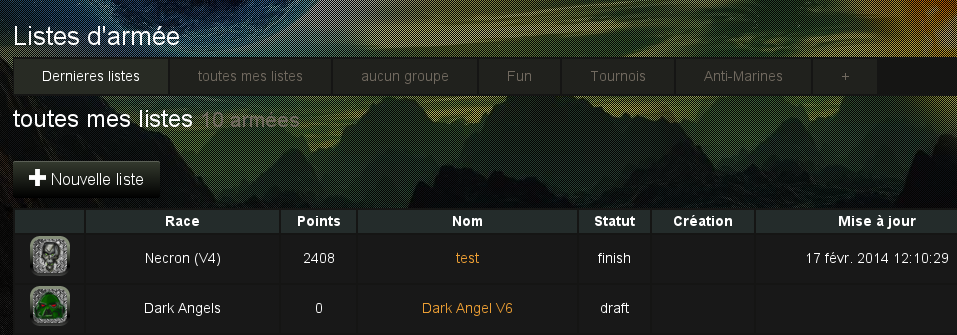 Listes d'armée
Dernieres listes toutes mes listes aucun groupe Fun Tournois Anti-Marines +
toutes mes listes 10 armees
Nouvelle liste
Race Points Nom Statut Création Mise à jour
Necron (V4) 2408 test finish 17 févr. 2014 12:10:29
Dark Angels 0 Dark Angel V6 draft